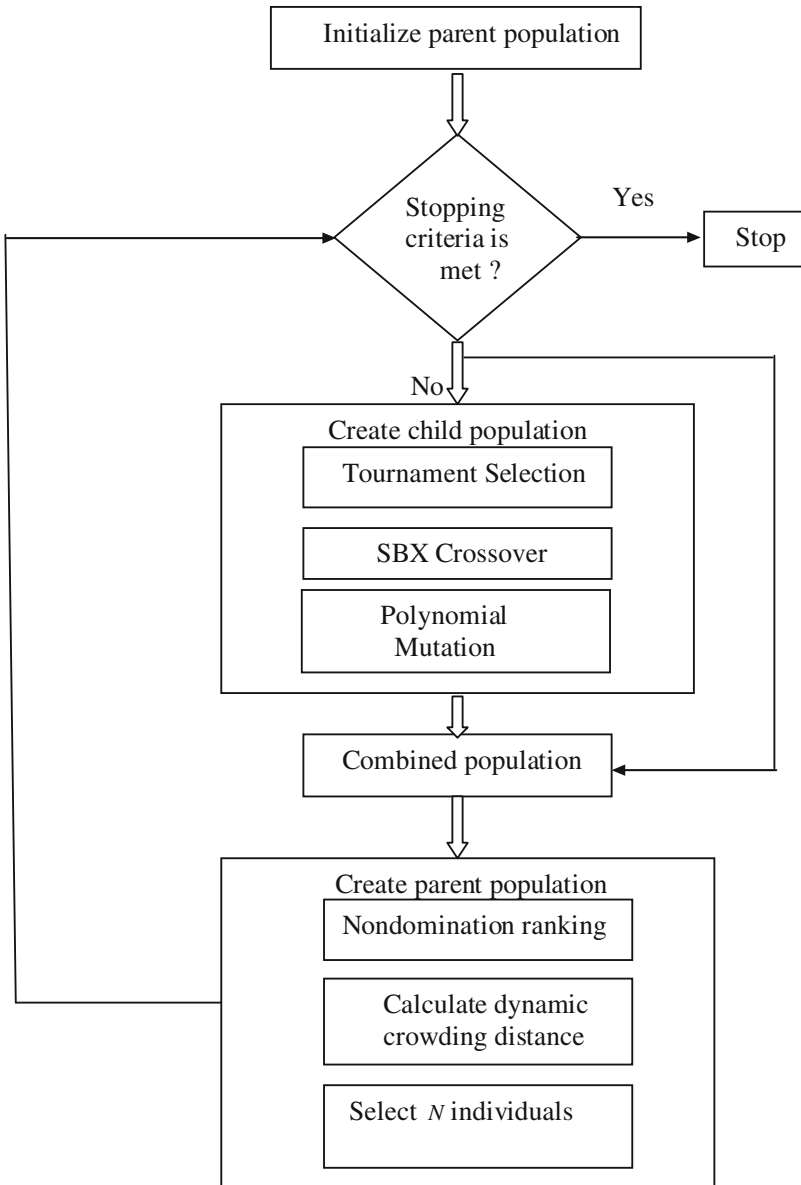 Initialize parent population
Stopping
criteria is
met ?
Yes
Stop
No
Create child population
Tournament Selection
SBX Crossover
Polynomial
Mutation
Combined population
Create parent population
Nondomination ranking
Calculate dynamic
crowding distance
Select N individuals